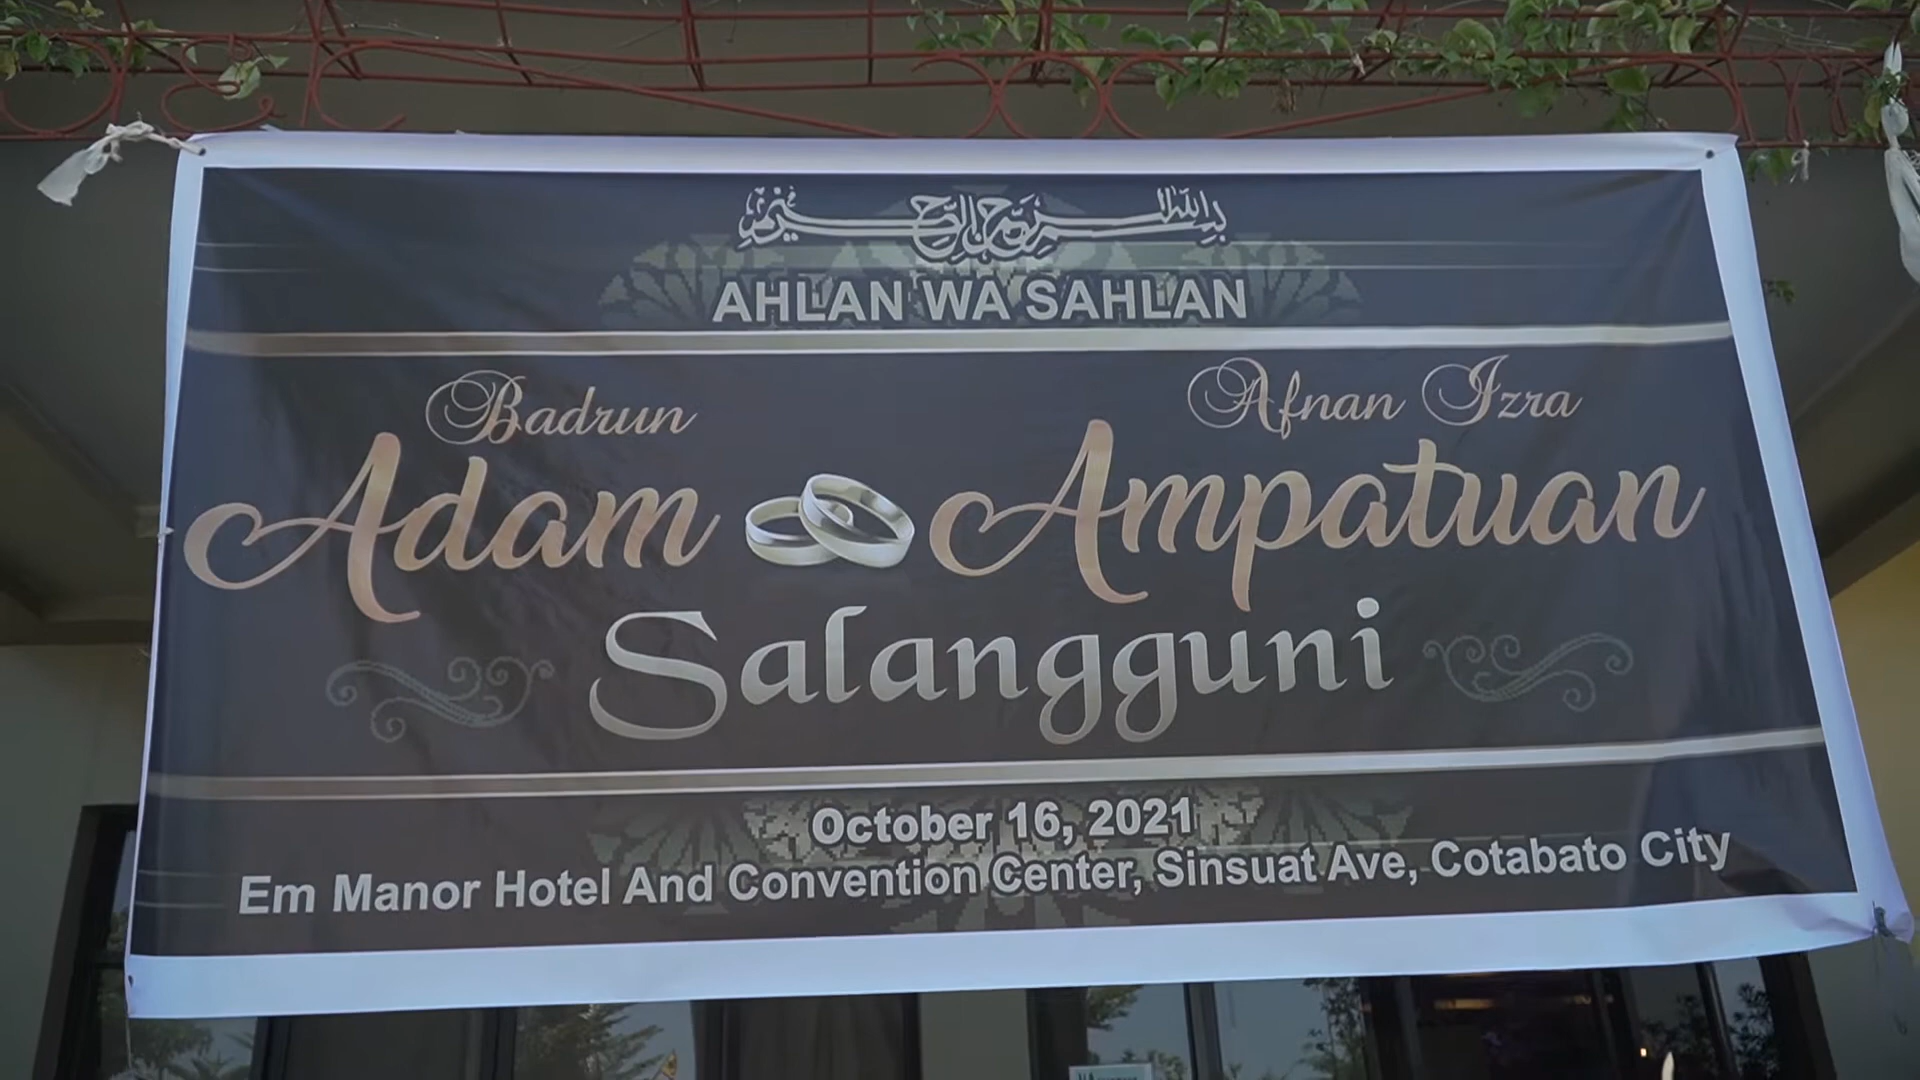 بسم الله الرحمن الرحيم
AHLAN WA SAHLAN
Badrun Afnan Izra
Adam Ampatuan
Salangguni
October 16, 2021
Em Manor Hotel And Convention Center, Sinsuat Ave, Cotabato City